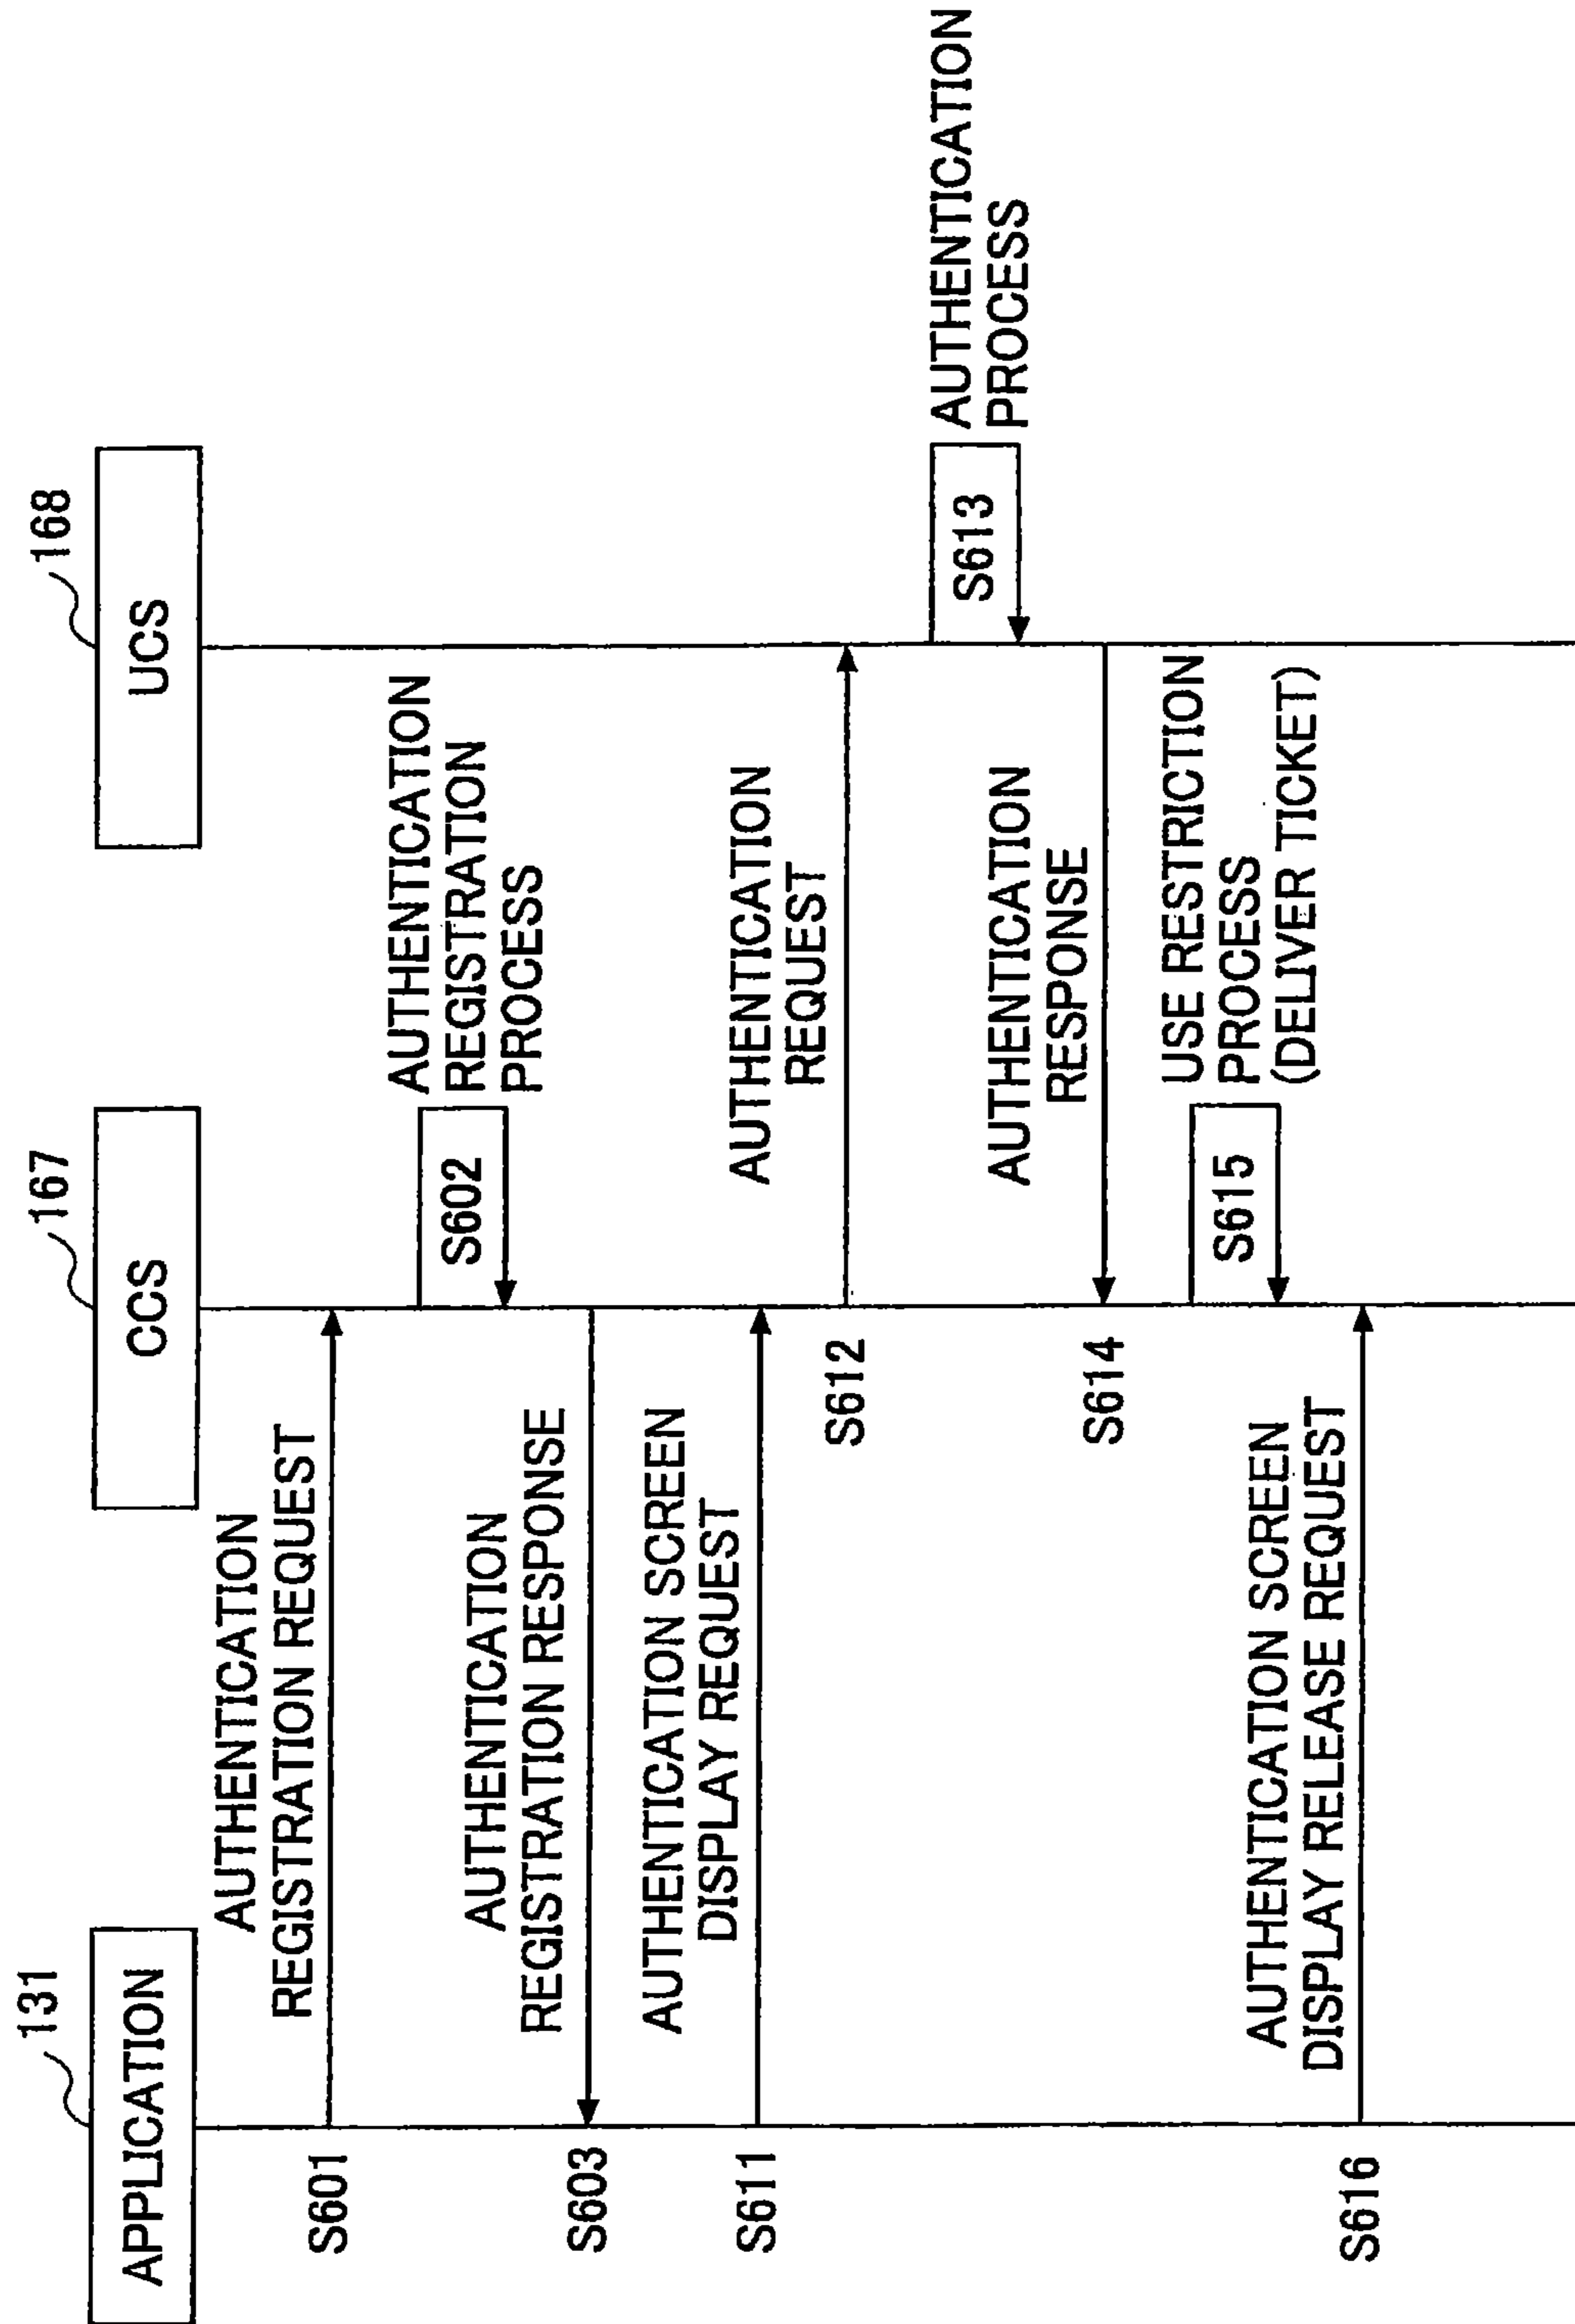 131
APPLICATION
167
CCS
168
UCS
S601
AUTHENTICATION
REGISTRATION REQUEST
S602
AUTHENTICATION
REGISTRATION
PROCESS
S603
AUTHENTICATION
REGISTRATION RESPONSE
S611
AUTHENTICATION SCREEN
DISPLAY REQUEST
S612
AUTHENTICATION
REQUEST
S613
AUTHENTICATION
PROCESS
S614
AUTHENTICATION
RESPONSE
S615
USE RESTRICTION
PROCESS
(DELIVER TICKET)
S616
AUTHENTICATION SCREEN
DISPLAY RELEASE REQUEST